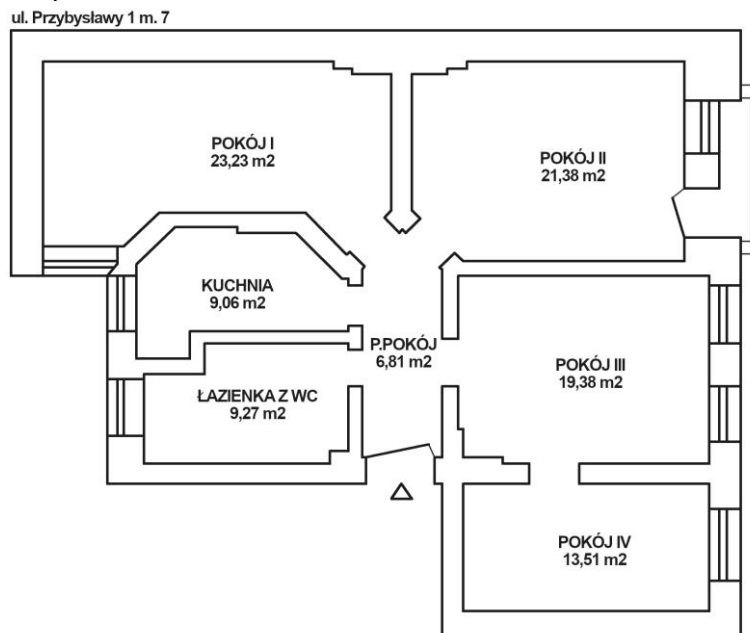 ul. Przybysławy 1 m. 7
POKÓJ I
23,23 m2
POKÓJ II
21,38 m2
KUCHNIA
9,06 m2
P.POKÓJ
6,81 m2
POKÓJ III
19,38 m2
ŁAZIENKA Z WC
9,27 m2
POKÓJ IV
13,51 m2